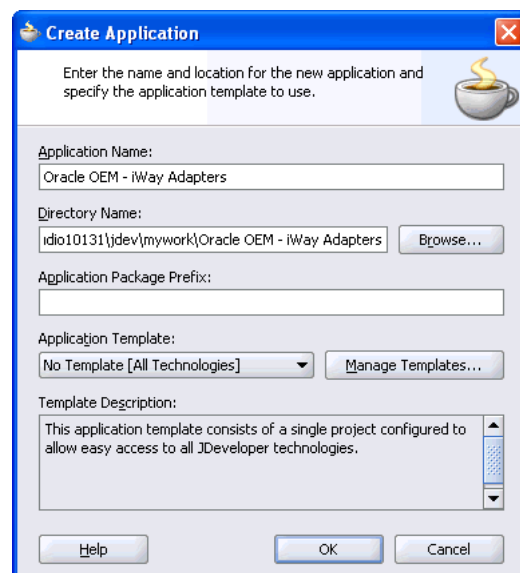 Create Application
Enter the name and location for the new application and
specify the application template to use.
Application Name:
Oracle OEM - iWay Adapters
Directory Name:
ıdio10131\jdev\mywork\Oracle OEM - iWay Adapters
Browse...
Application Package Prefix:
Application Template:
No Template [All Technologies]
Manage Templates...
Template Description:
This application template consists of a single project configured to
allow easy access to all JDeveloper technologies.
Help
OK
Cancel